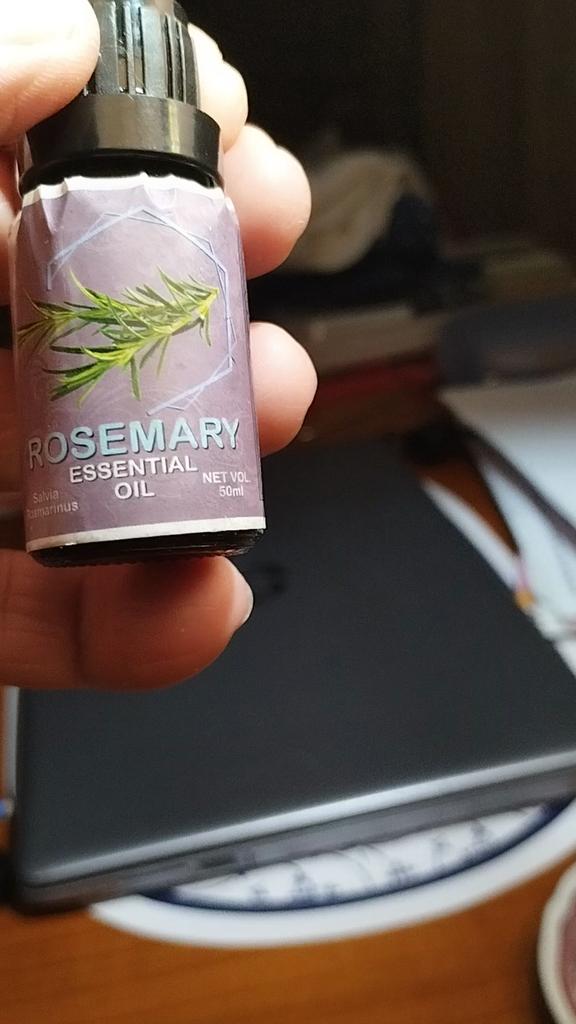 ROSEMARY
ESSENTIAL
OIL
NET VOL
50ml
Salvia
Rosmarinus